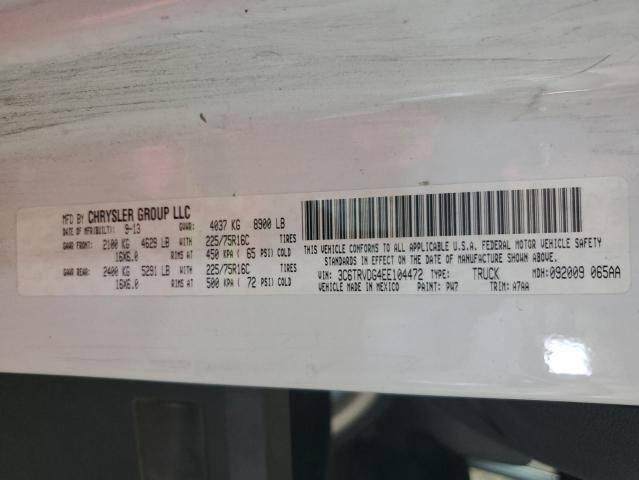 MFD BY CHRYSLER GROUP LLC
DATE OF MFR(BUILT): 9-13 GVWR: 4037 KG 8900 LB
GAWR FRONT: 2100 KG 4629 LB WITH 225/75R16C TIRES
16X6.0 RIMS AT 450 KPA ( 65 PSI) COLD
GAWR REAR: 2400 KG 5291 LB WITH 225/75R16C TIRES
16X6.0 RIMS AT 500 KPA ( 72 PSI) COLD
THIS VEHICLE CONFORMS TO ALL APPLICABLE U.S.A. FEDERAL MOTOR VEHICLE SAFETY
STANDARDS IN EFFECT ON THE DATE OF MANUFACTURE SHOWN ABOVE.
VIN: 3C6TRVDG4EE104472 TYPE: TRUCK MDH: 092009 065AA
VEHICLE MADE IN MEXICO PAINT: PW7 TRIM: A7AA